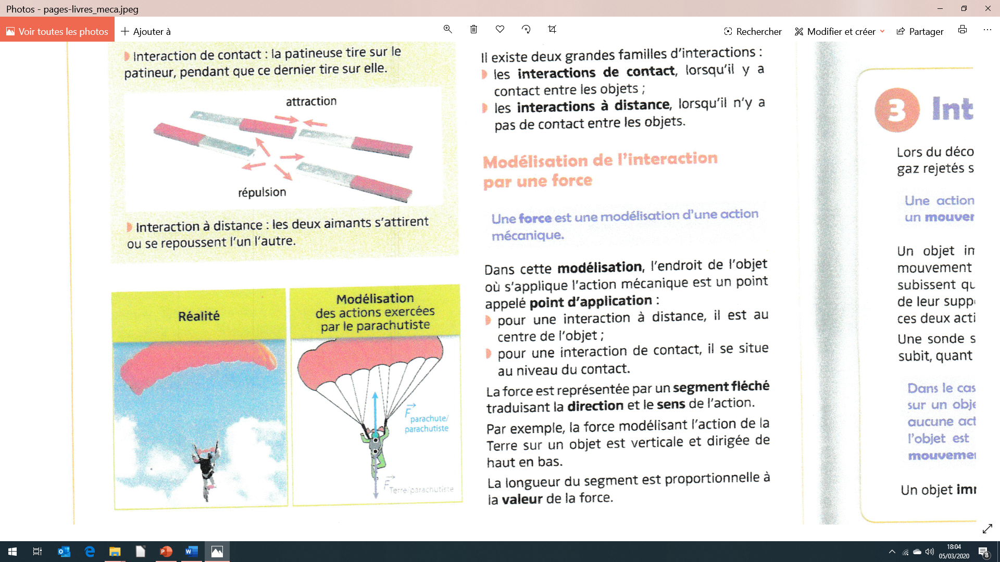 Photos - pages-livres_meca.jpeg
Voir toutes les photos
Ajouter à
Rechercher
Modifier et créer
Partager
Interaction de contact : la patineuse tire sur le
patineur, pendant que ce dernier tire sur elle.
attraction
répulsion
Interaction à distance : les deux aimants s'attirent
ou se repoussent l'un l'autre.
Réalité
Modélisation
des actions exercées
par le parachutiste
F parachute/
parachutiste
F Terre/parachutiste
Il existe deux grandes familles d'interactions :
les interactions de contact, lorsqu'il y a
contact entre les objets ;
les interactions à distance, lorsqu'il n'y a
pas de contact entre les objets.
Modélisation de l'interaction
par une force
Une force est une modélisation d'une action
mécanique.
Dans cette modélisation, l'endroit de l'objet
où s'applique l'action mécanique est un point
appelé point d'application :
pour une interaction à distance, il est au
centre de l'objet ;
pour une interaction de contact, il se situe
au niveau du contact.
La force est représentée par un segment fléché
traduisant la direction et le sens de l'action.
Par exemple, la force modélisant l'action de la
Terre sur un objet est verticale et dirigée de
haut en bas.
La longueur du segment est proportionnelle à
la valeur de la force.
3 Int
Lors du déco
gaz rejetés s
Une action
un mouver
Un objet im
mouvement
subissent qu
de leur supp
ces deux acti
Une sonde s
subit, quant
Dans le cas
sur un obje
aucune act
l'objet est
mouvemen
Un objet imm
18:04
05/03/2020
8